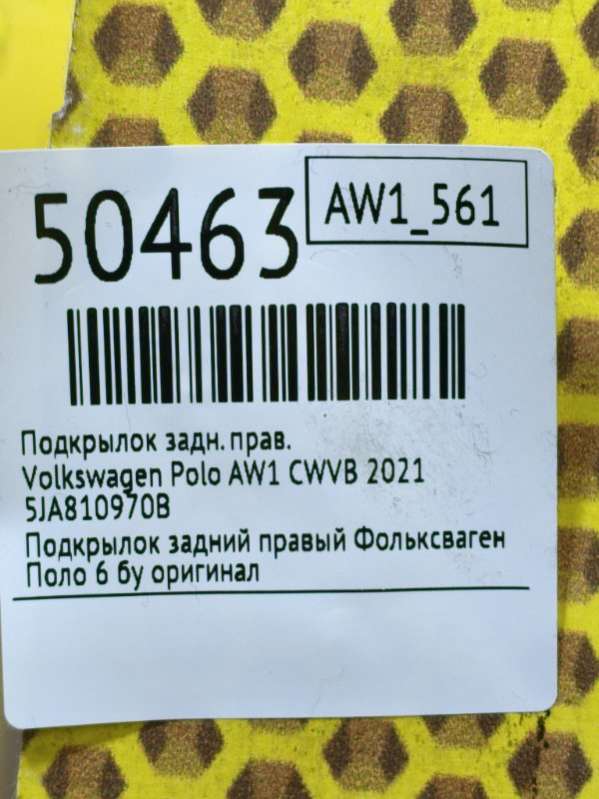 50463
AW1_561
Подкрылок задн. прав.
Volkswagen Polo AW1 CWVB 2021
5JA810970B
Подкрылок задний правый Фольксваген
Поло 6 бу оригинал